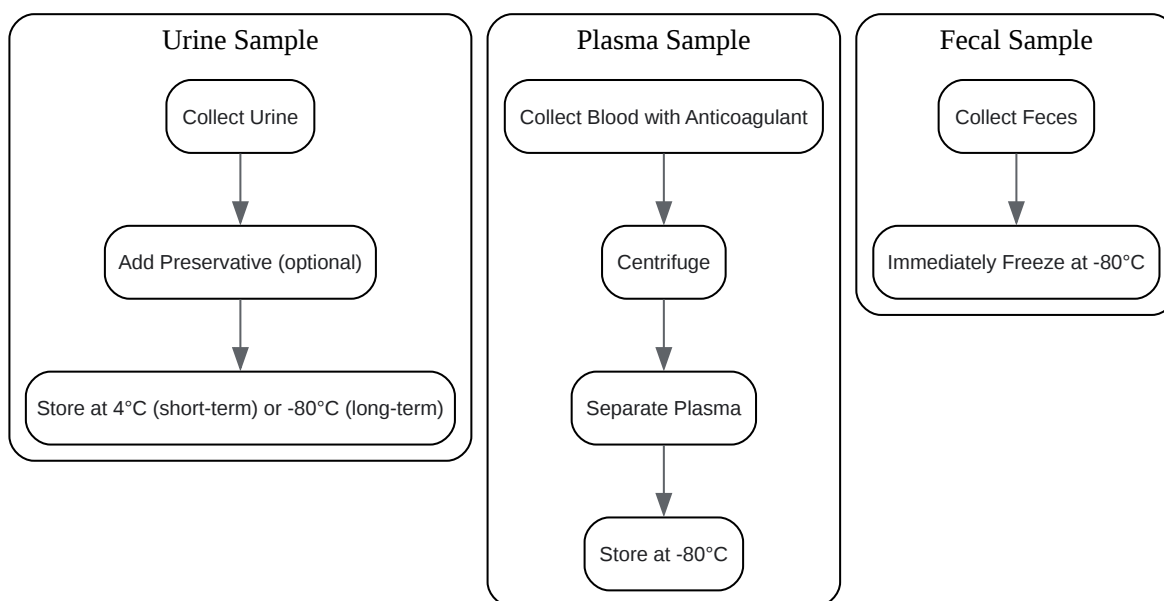 Urine Sample
Collect Urine
Add Preservative (optional)
Store at 4°C (short-term) or -80°C (long-term)
Plasma Sample
Collect Blood with Anticoagulant
Centrifuge
Separate Plasma
Store at -80°C
Fecal Sample
Collect Feces
Immediately Freeze at -80°C